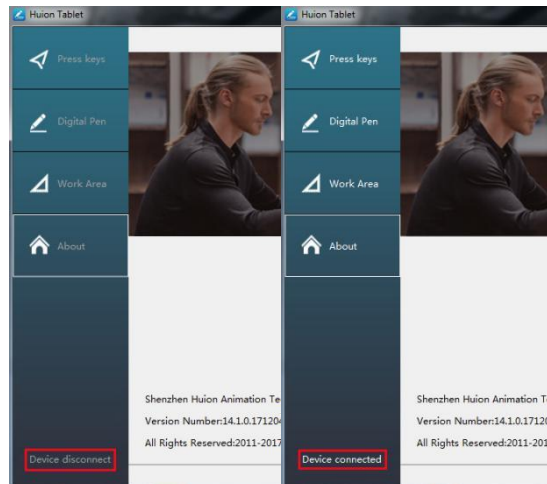 Huion Tablet
Press keys
Digital Pen
Work Area
About
Shenzhen Huion Animation Te
Version Number:14.1.0.171204
All Rights Reserved:2011-2017
Device disconnect
Huion Tablet
Press keys
Digital Pen
Work Area
About
Shenzhen Huion Animation T
Version Number:14.1.0.17120
All Rights Reserved:2011-201
Device connected